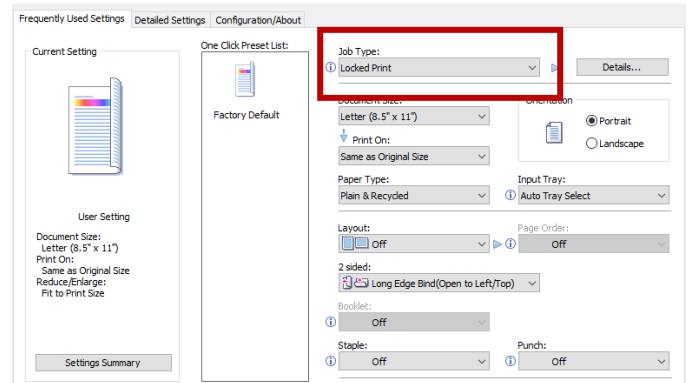 Frequently Used Settings
Detailed Settings
Configuration/About
Current Setting
User Setting
Document Size:
Letter (8.5" x 11")
Print On:
Same as Original Size
Reduce/Enlarge:
Fit to Print Size
Settings Summary
One Click Preset List:
Factory Default
Job Type:
Locked Print
Details...
Document Size:
Letter (8.5" x 11")
Print On:
Same as Original Size
Orientation
Portrait
Landscape
Paper Type:
Plain & Recycled
Input Tray:
Auto Tray Select
Layout:
Off
Page Order:
Off
2 sided:
Long Edge Bind(Open to Left/Top)
Booklet:
Off
Staple:
Off
Punch:
Off